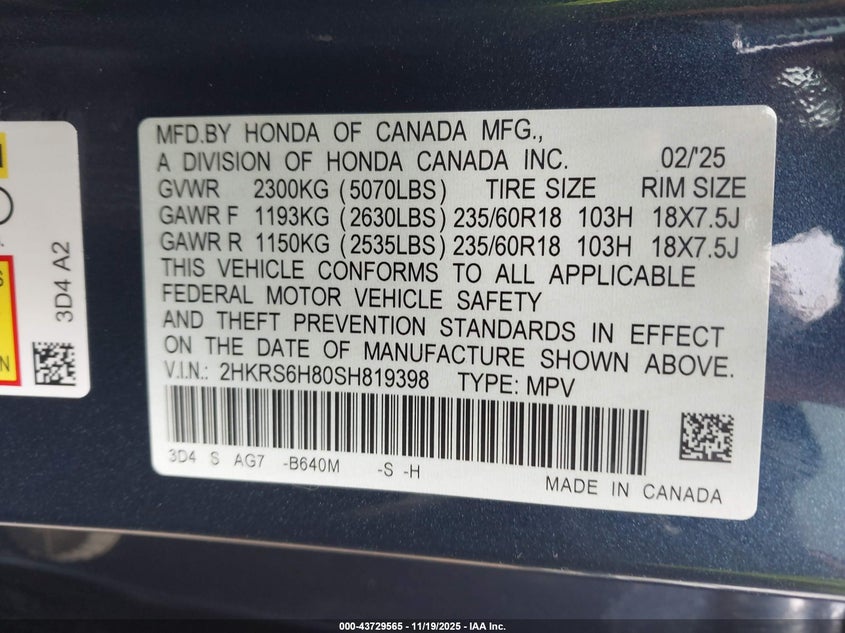 MFD.BY HONDA OF CANADA MFG.,
A DIVISION OF HONDA CANADA INC. 02/'25
GVWR 2300KG (5070LBS) TIRE SIZE RIM SIZE
GAWR F 1193KG (2630LBS) 235/60R18 103H 18X7.5J
GAWR R 1150KG (2535LBS) 235/60R18 103H 18X7.5J
THIS VEHICLE CONFORMS TO ALL APPLICABLE
FEDERAL MOTOR VEHICLE SAFETY
AND THEFT PREVENTION STANDARDS IN EFFECT
ON THE DATE OF MANUFACTURE SHOWN ABOVE.
V.I.N.: 2HKRS6H80SH819398 TYPE: MPV
3D4 S AG7 -B640M -S -H
MADE IN CANADA
3D4 A2
000-43729565 - 11/19/2025 - IAA Inc.